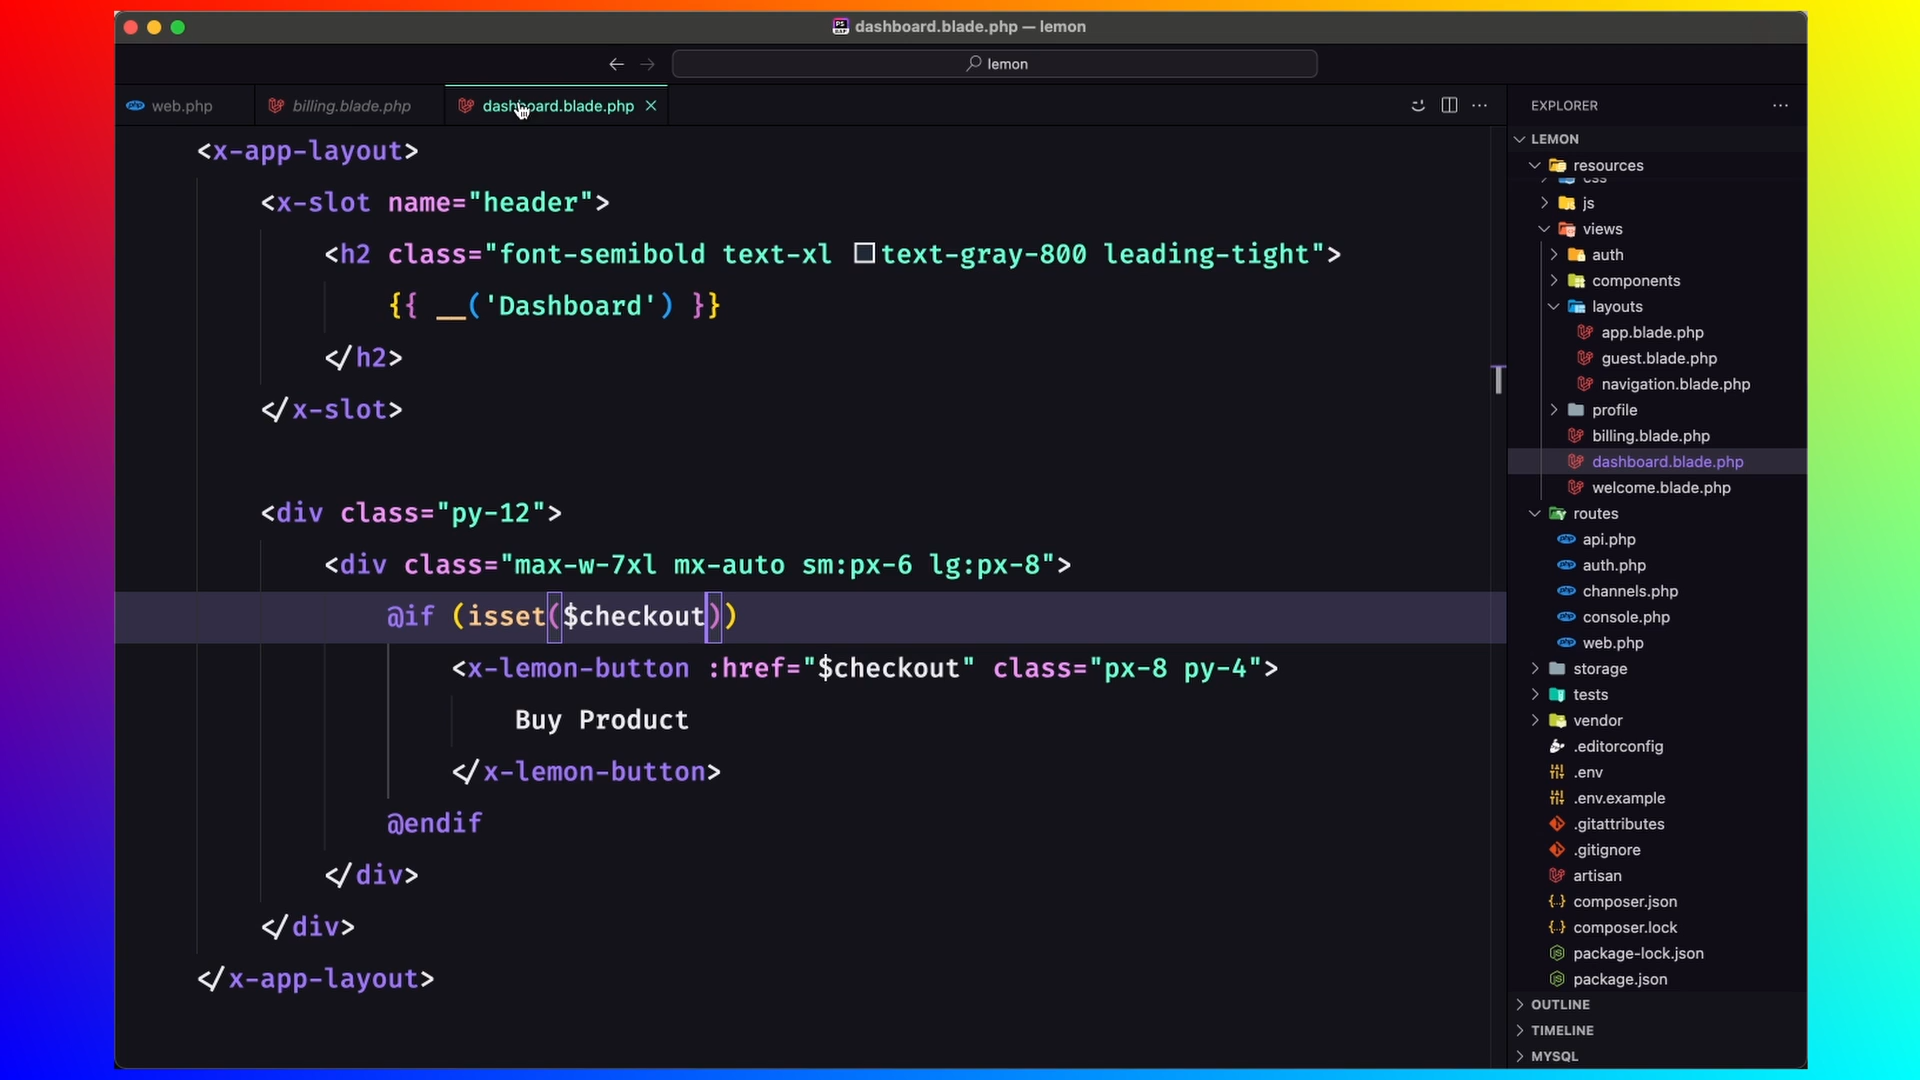 dashboard.blade.php — lemon
lemon
web.php
billing.blade.php
dashboard.blade.php
<x-app-layout>
<x-slot name="header">
<h2 class="font-semibold text-xl text-gray-800 leading-tight">
{{ __('Dashboard') }}
</h2>
</x-slot>
<div class="py-12">
<div class="max-w-7xl mx-auto sm:px-6 lg:px-8">
@if (isset($checkout))
<x-lemon-button :href="$checkout" class="px-8 py-4">
Buy Product
</x-lemon-button>
@endif
</div>
</div>
</x-app-layout>
EXPLORER
LEMON
resources
css
js
views
auth
components
layouts
app.blade.php
guest.blade.php
navigation.blade.php
profile
billing.blade.php
dashboard.blade.php
welcome.blade.php
routes
api.php
auth.php
channels.php
console.php
web.php
storage
tests
vendor
.editorconfig
.env
.env.example
.gitattributes
.gitignore
artisan
composer.json
composer.lock
package-lock.json
package.json
OUTLINE
TIMELINE
MYSQL